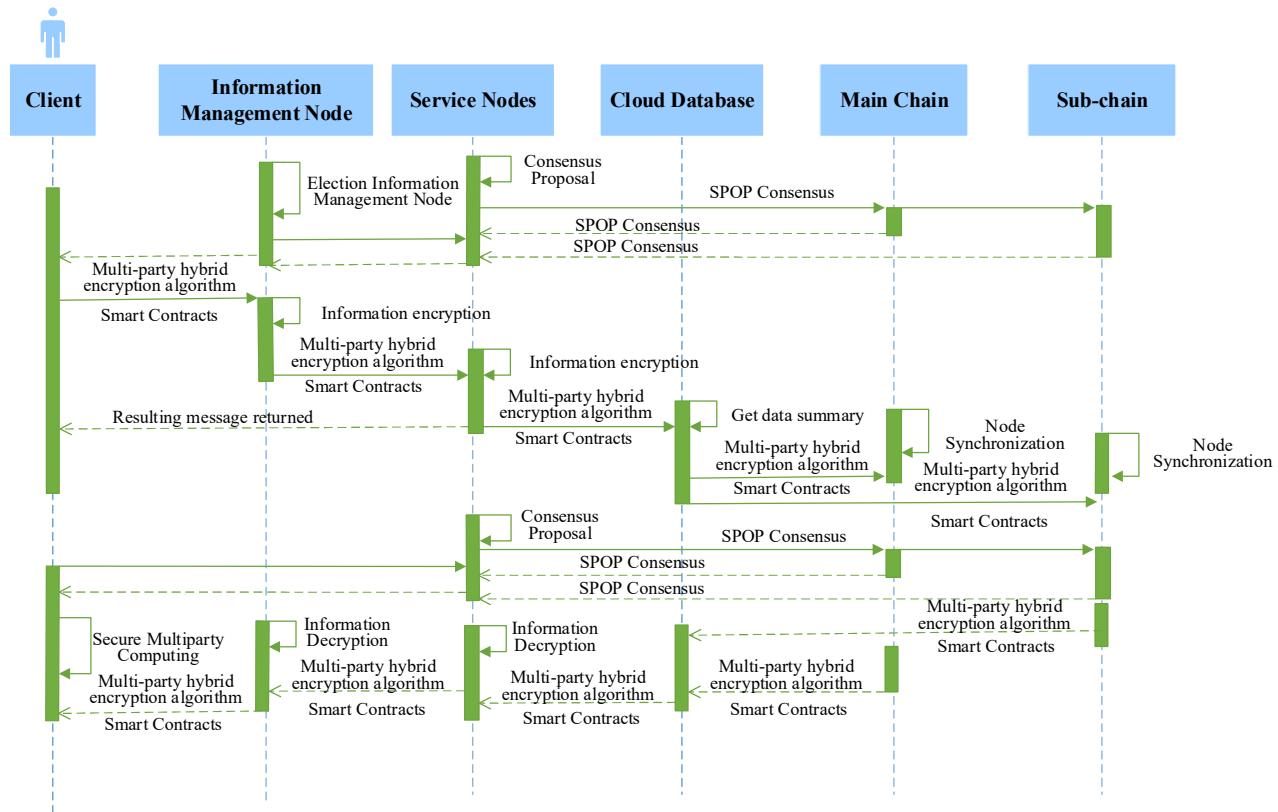 Client
Information
Management Node
Service Nodes
Cloud Database
Main Chain
Sub-chain
Consensus
Proposal
Election Information
Management Node
SPOP Consensus
SPOP Consensus
SPOP Consensus
Multi-party hybrid
encryption algorithm
Smart Contracts
Information encryption
Multi-party hybrid
encryption algorithm
Smart Contracts
Information encryption
Resulting message returned
Multi-party hybrid
encryption algorithm
Smart Contracts
Get data summary
Multi-party hybrid
encryption algorithm
Smart Contracts
Node
Synchronization
Node
Synchronization
Multi-party hybrid
encryption algorithm
Smart Contracts
Consensus
Proposal
SPOP Consensus
SPOP Consensus
SPOP Consensus
Multi-party hybrid
encryption algorithm
Smart Contracts
Secure Multiparty
Computing
Information
Decryption
Information
Decryption
Multi-party hybrid
encryption algorithm
Smart Contracts
Multi-party hybrid
encryption algorithm
Smart Contracts
Multi-party hybrid
encryption algorithm
Smart Contracts
Multi-party hybrid
encryption algorithm
Smart Contracts